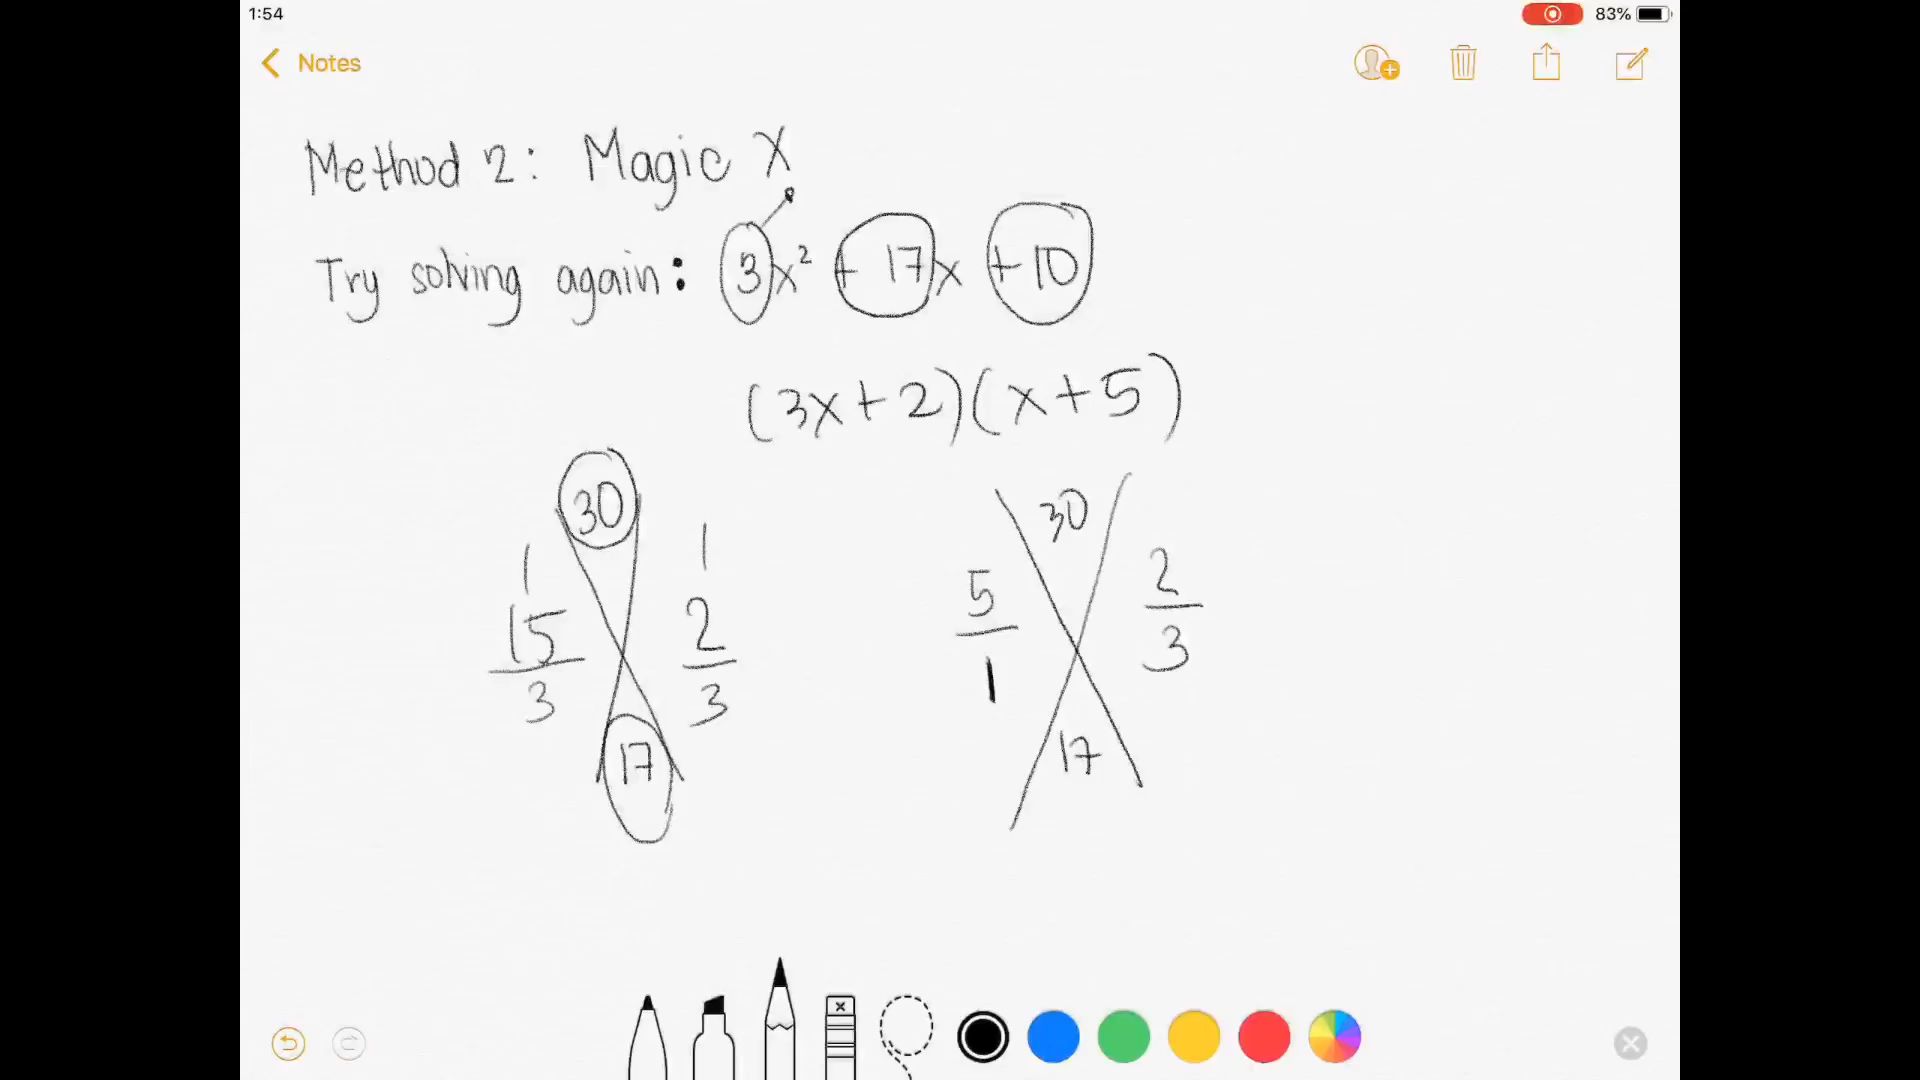 1:54
83%
Notes
Method 2: Magic X
Try solving again: 3x² + 17x + 10
(3x+2)(x+5)
30
1 1
15 2
3 3
17
30
5 2
1 3
17